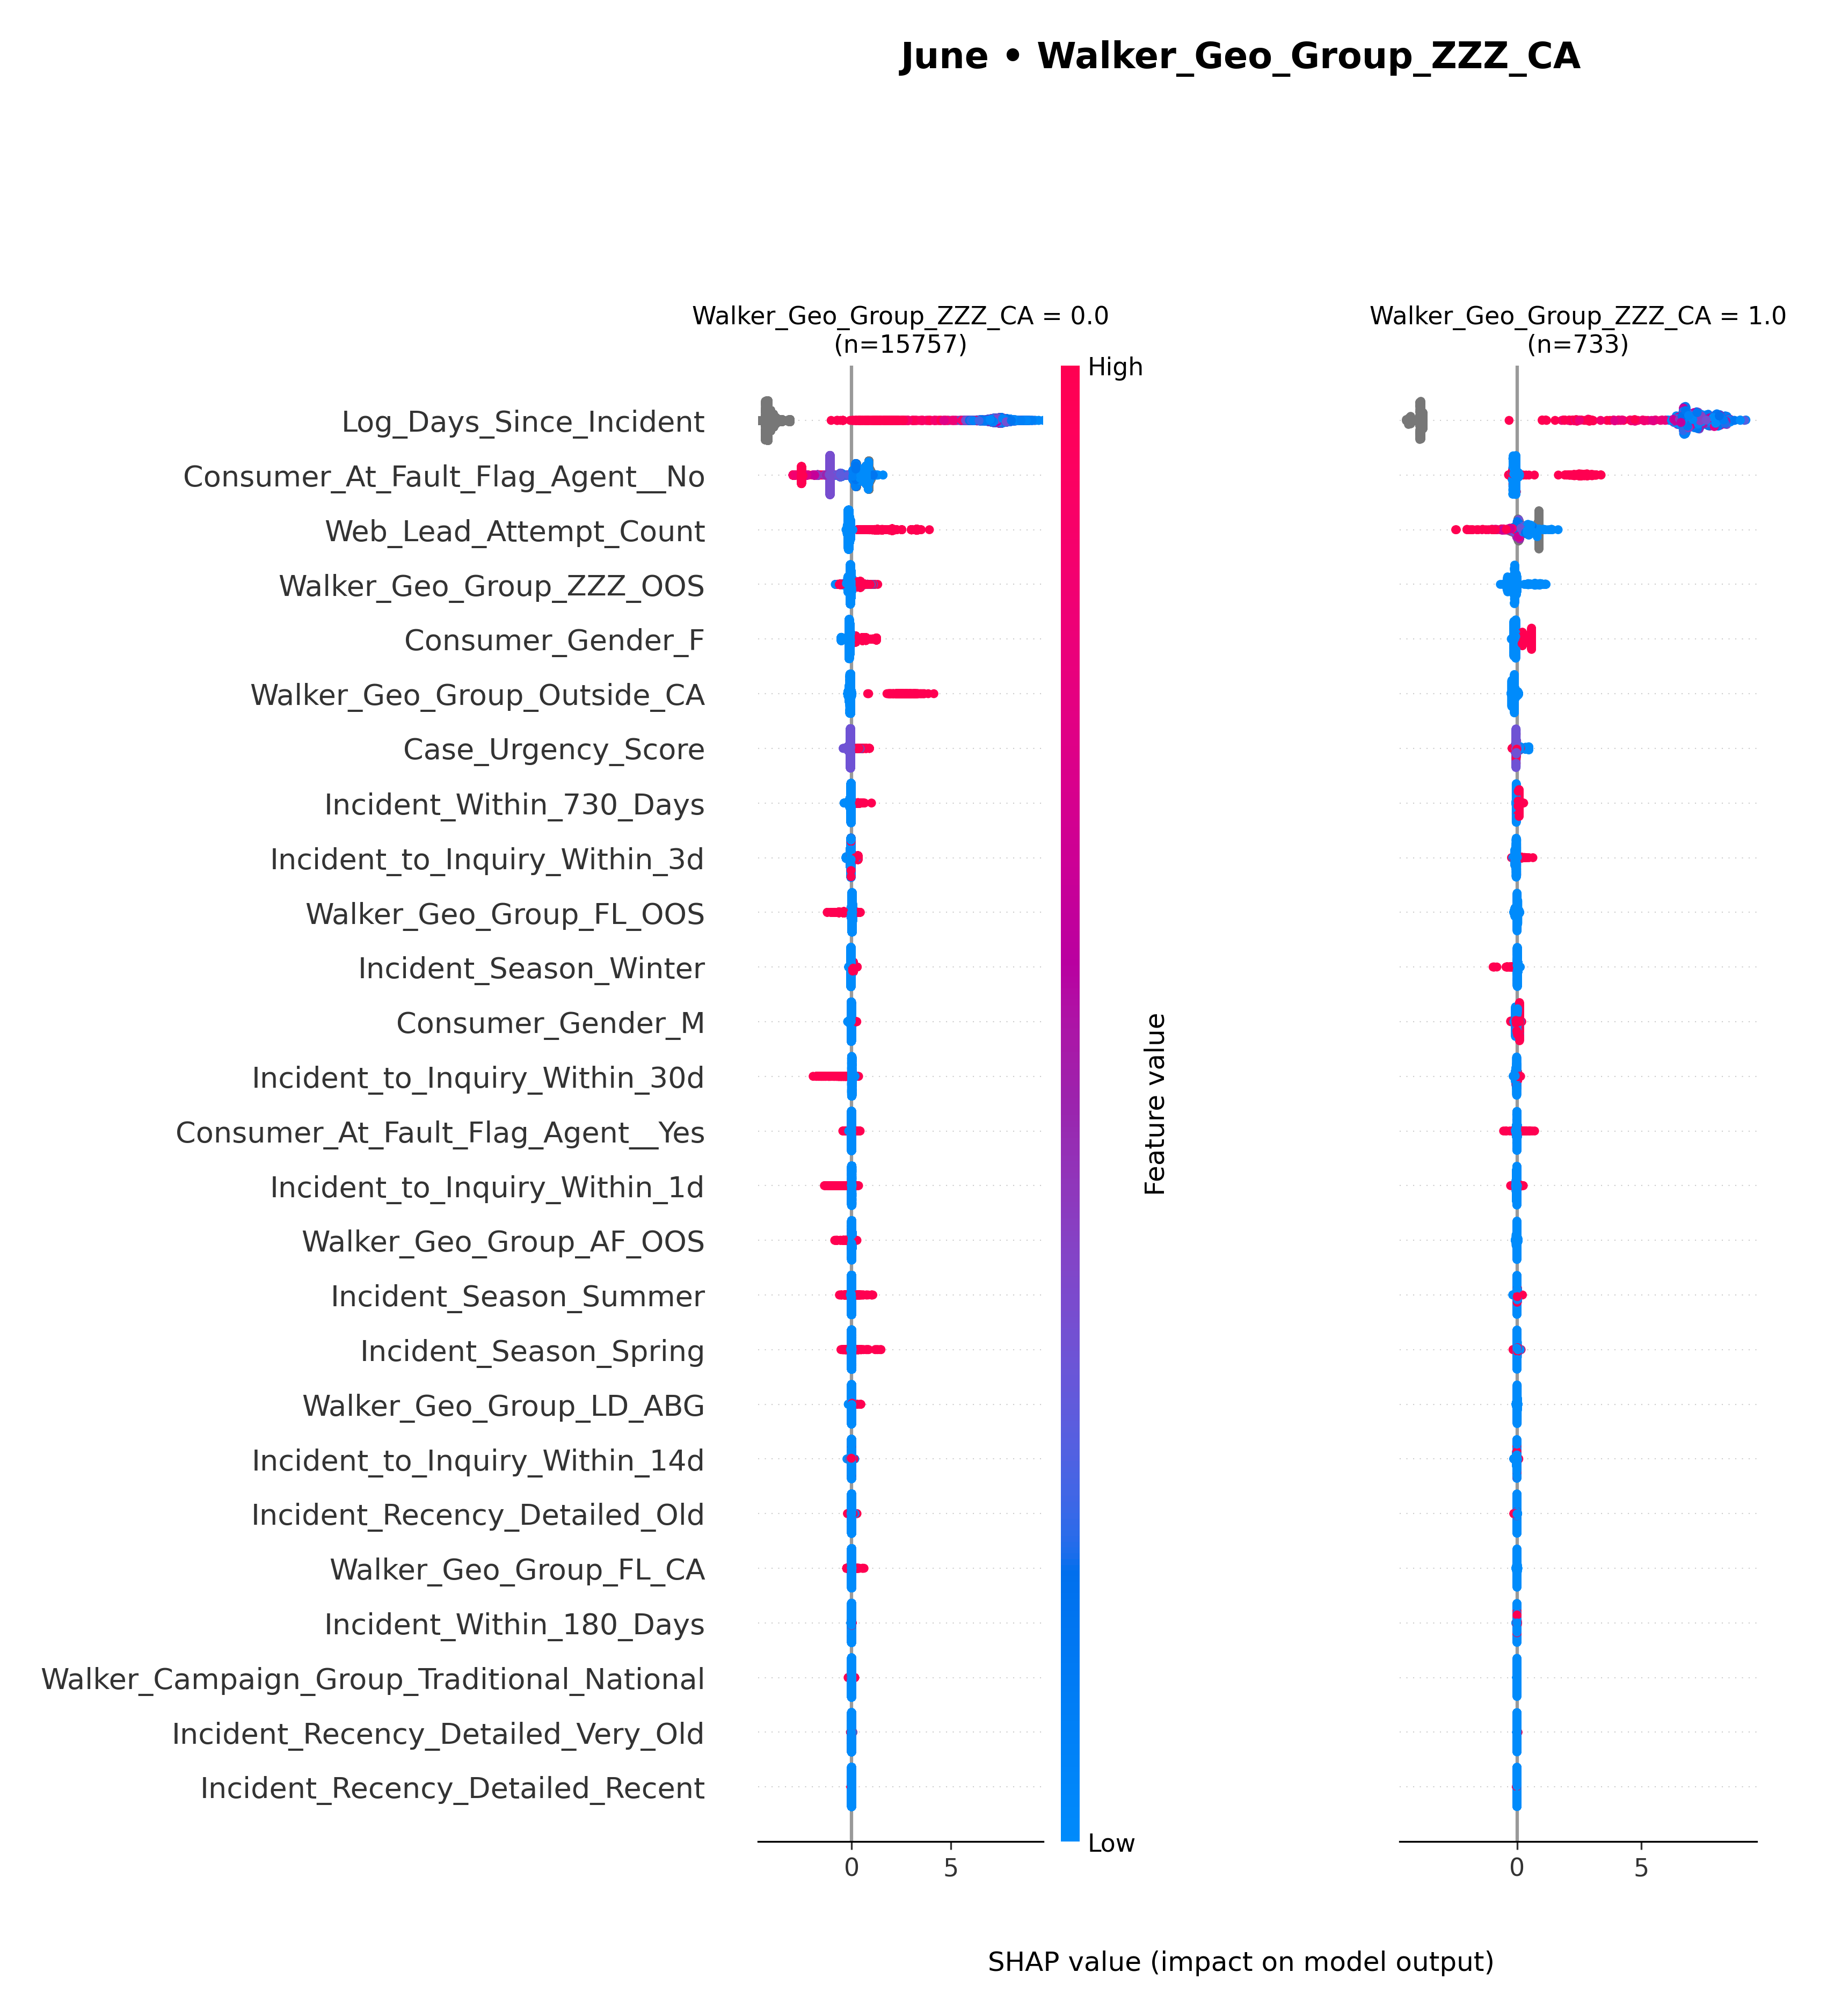 June • Walker_Geo_Group_ZZZ_CA
Walker_Geo_Group_ZZZ_CA = 0.0
(n=15757)
Walker_Geo_Group_ZZZ_CA = 1.0
(n=733)
High
Log_Days_Since_Incident
Consumer_At_Fault_Flag_Agent__No
Web_Lead_Attempt_Count
Walker_Geo_Group_ZZZ_OOS
Consumer_Gender_F
Walker_Geo_Group_Outside_CA
Case_Urgency_Score
Incident_Within_730_Days
Incident_to_Inquiry_Within_3d
Walker_Geo_Group_FL_OOS
Incident_Season_Winter
Consumer_Gender_M
Incident_to_Inquiry_Within_30d
Consumer_At_Fault_Flag_Agent__Yes
Incident_to_Inquiry_Within_1d
Walker_Geo_Group_AF_OOS
Incident_Season_Summer
Incident_Season_Spring
Walker_Geo_Group_LD_ABG
Incident_to_Inquiry_Within_14d
Incident_Recency_Detailed_Old
Walker_Geo_Group_FL_CA
Incident_Within_180_Days
Walker_Campaign_Group_Traditional_National
Incident_Recency_Detailed_Very_Old
Incident_Recency_Detailed_Recent
Feature value
Low
0 5
0 5
SHAP value (impact on model output)